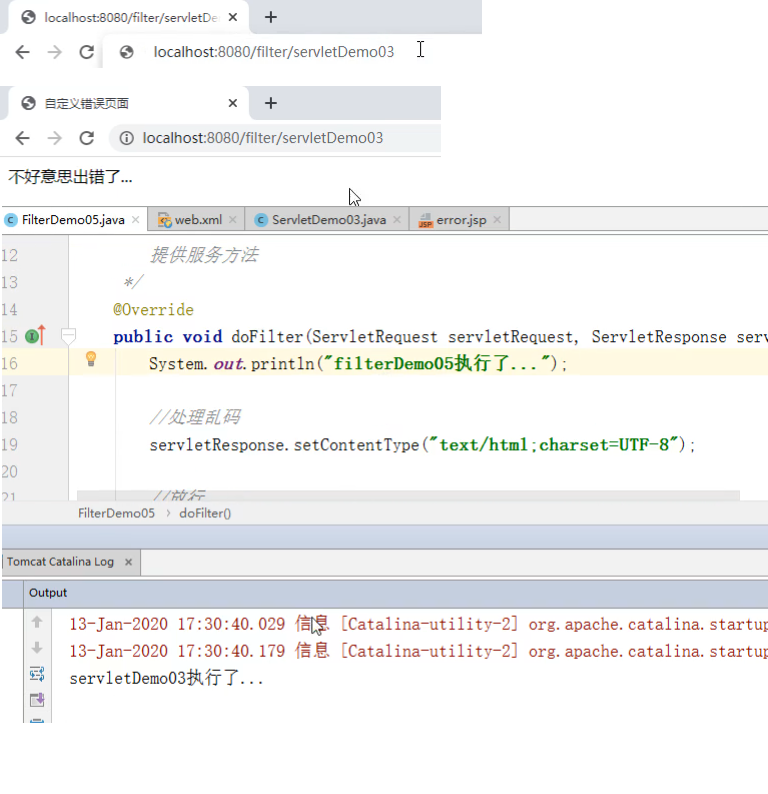 localhost:8080/filter/servletDe
localhost:8080/filter/servletDemo03
自定义错误页面
localhost:8080/filter/servletDemo03
不好意思出错了...
FilterDemo05.java
web.xml
ServletDemo03.java
error.jsp
12 提供服务方法
13 */
14 @Override
15 public void doFilter(ServletRequest servletRequest, ServletResponse serv
16 System.out.println("filterDemo05执行了...");
17
18 //处理乱码
19 servletResponse.setContentType("text/html;charset=UTF-8");
20
21 //放行
FilterDemo05 › doFilter()
Tomcat Catalina Log
Output
13-Jan-2020 17:30:40.029 信息 [Catalina-utility-2] org.apache.catalina.startup
13-Jan-2020 17:30:40.179 信息 [Catalina-utility-2] org.apache.catalina.startup
servletDemo03执行了...